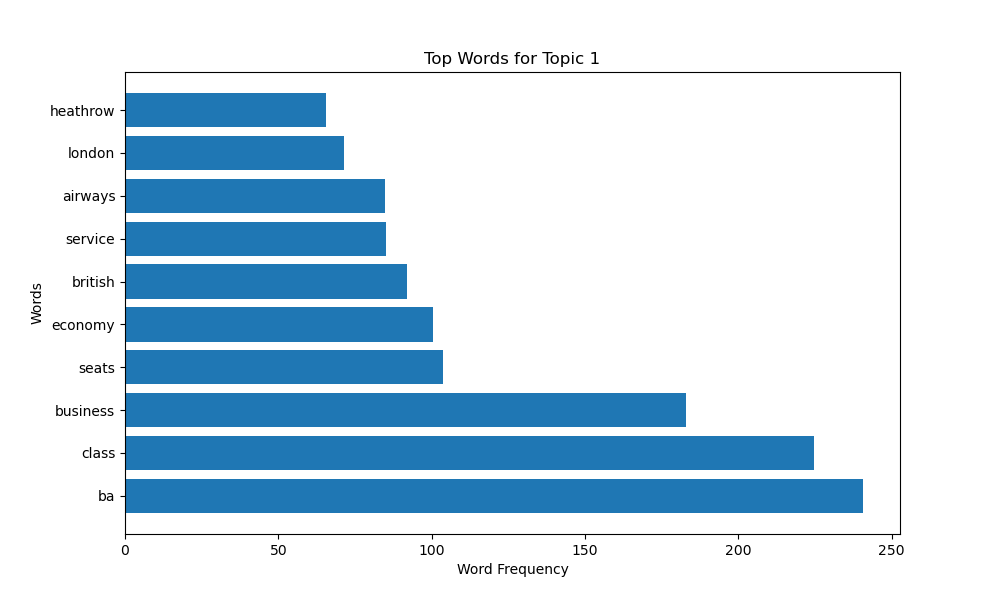 Top Words for Topic 1
heathrow
london
airways
service
british
economy
seats
business
class
ba
Words
0 50 100 150 200 250
Word Frequency